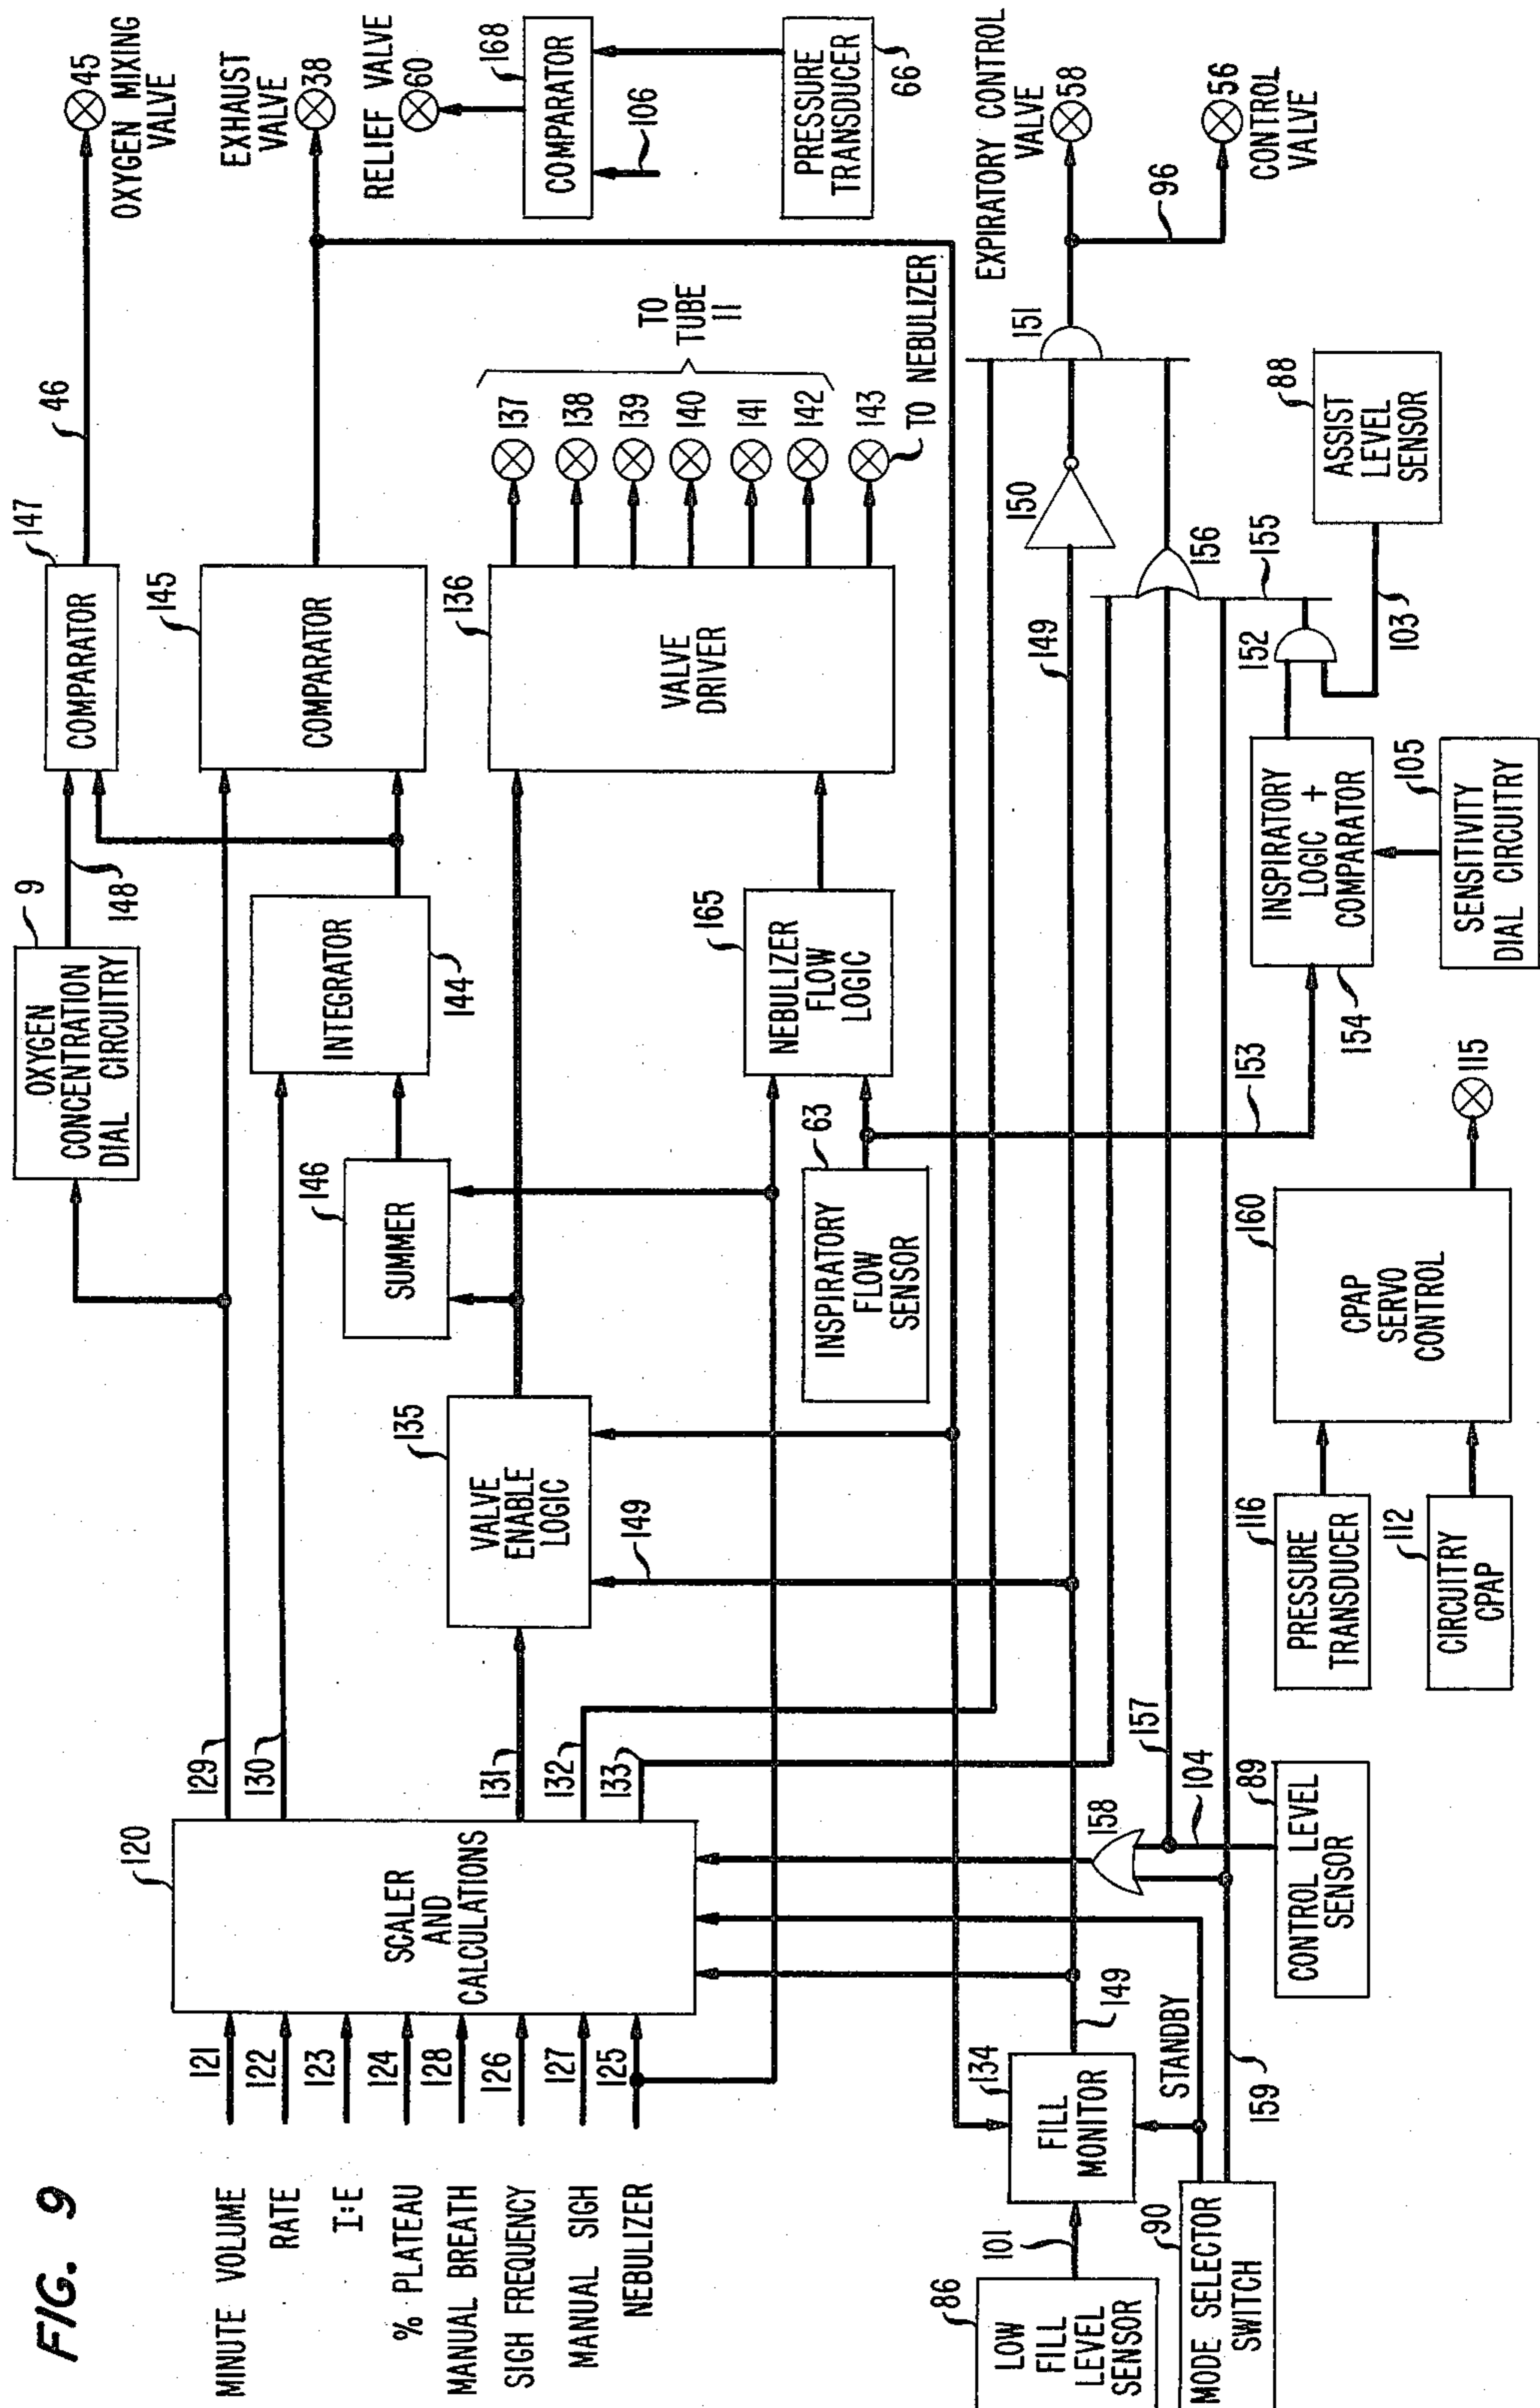 FIG. 9
MINUTE VOLUME
RATE
I:E
% PLATEAU
MANUAL BREATH
SIGH FREQUENCY
MANUAL SIGH
NEBULIZER
121
122
123
124
128
126
127
125
120
SCALER
AND
CALCULATIONS
129
130
131
132
133
135
VALVE
ENABLE
LOGIC
149
146
SUMMER
9
OXYGEN
CONCENTRATION
DIAL CIRCUITRY
148
INTEGRATOR
144
147
COMPARATOR
46
45
OXYGEN MIXING
VALVE
145
COMPARATOR
EXHAUST
VALVE
38
RELIEF VALVE
60
168
COMPARATOR
106
PRESSURE
TRANSDUCER
66
136
VALVE
DRIVER
137
138
139
140
141
142
143
TO
TUBE
11
TO NEBULIZER
165
NEBULIZER
FLOW
LOGIC
63
INSPIRATORY
FLOW
SENSOR
153
EXPIRATORY CONTROL
VALVE
58
96
56
CONTROL
VALVE
151
150
149
156
155
152
88
ASSIST
LEVEL
SENSOR
103
INSPIRATORY
LOGIC
+
COMPARATOR
154
105
SENSITIVITY
DIAL CIRCUITRY
160
CPAP
SERVO
CONTROL
115
116
PRESSURE
TRANSDUCER
112
CIRCUITRY
CPAP
157
158
104
89
CONTROL LEVEL
SENSOR
149
134
FILL
MONITOR
STANDBY
159
101
86
LOW
FILL
LEVEL
SENSOR
90
MODE SELECTOR
SWITCH